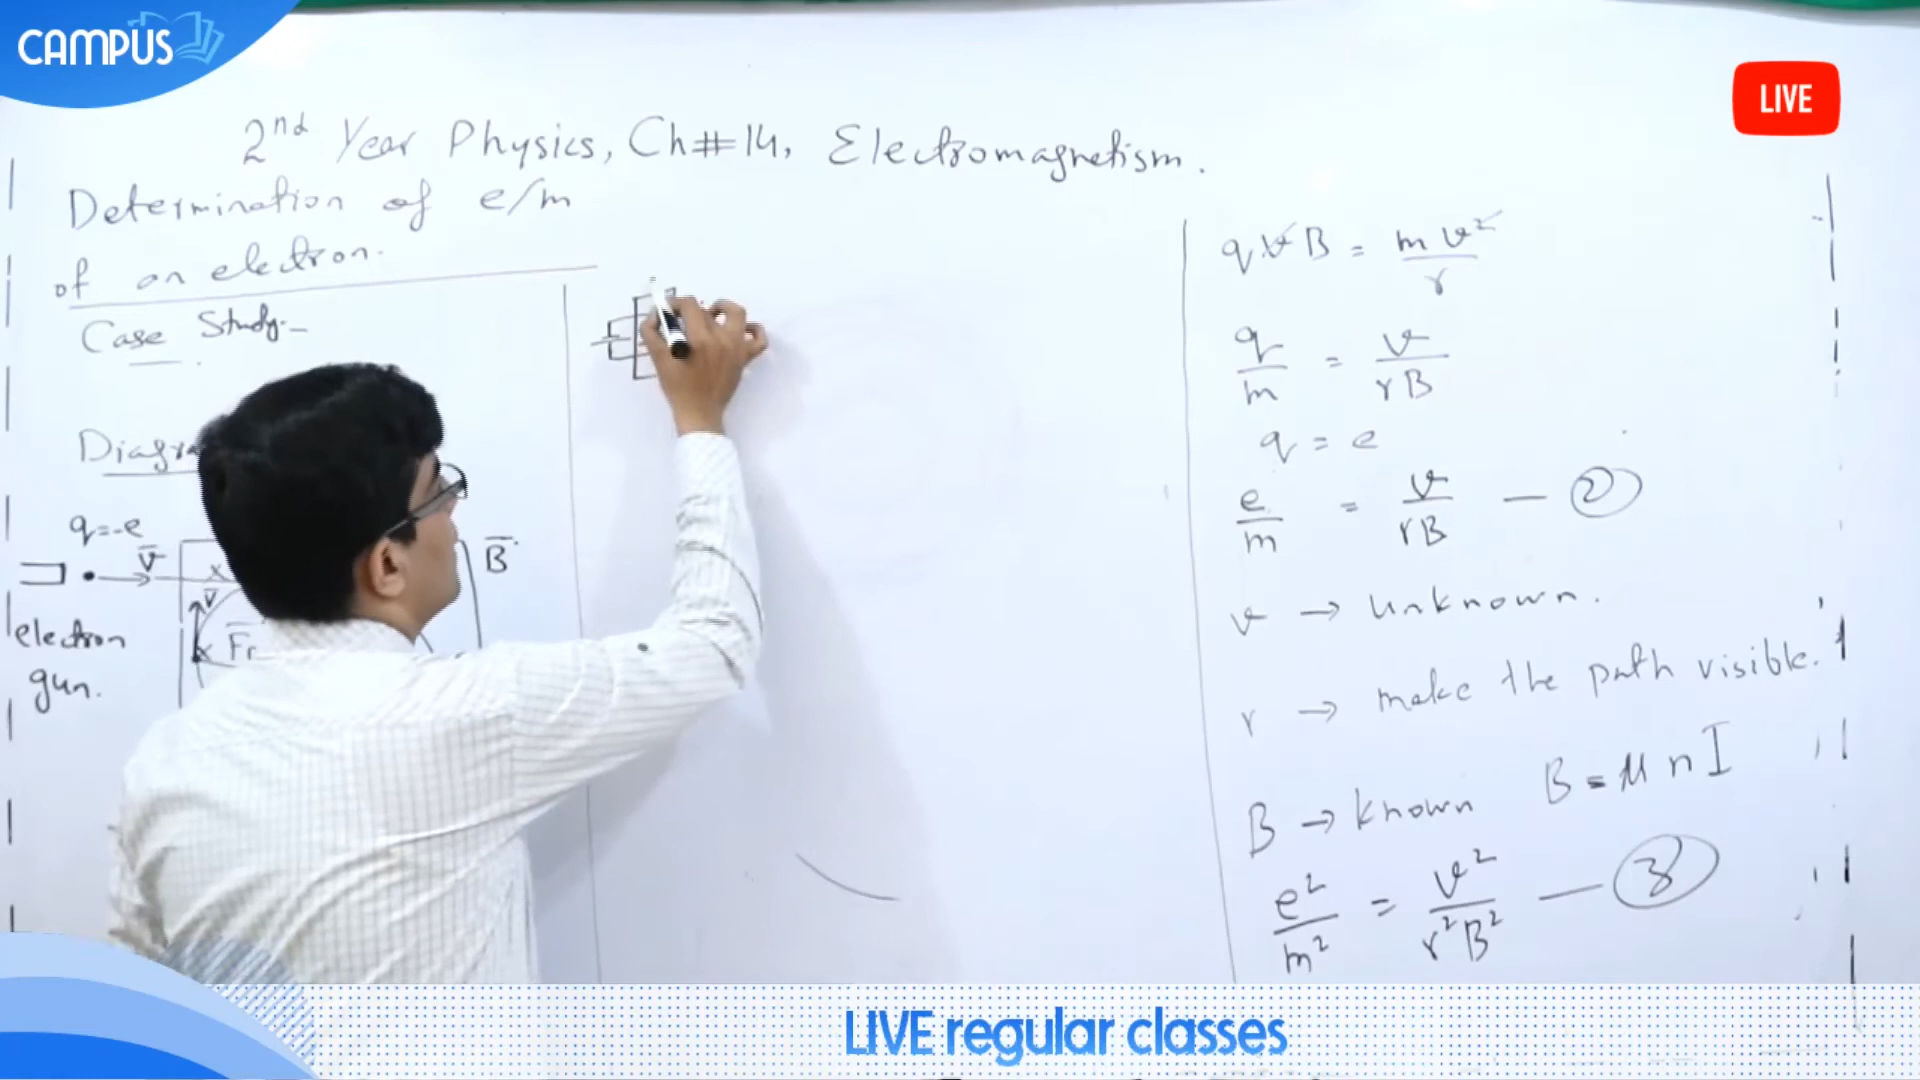 CAMPUS
LIVE
2nd Year Physics, Ch#14, Electromagnetism.
Determination of e/m
of an electron.
Case Study:-
q=-e
v̅
B̅
v̅
F̅
electron
gun.
qvB = mv²/r
q/m = v/rB
q = e
e/m = v/rB — ②
v → unknown.
r → make the path visible.
B → known B = μnI
e²/m² = v²/r²B² — ③
LIVE regular classes